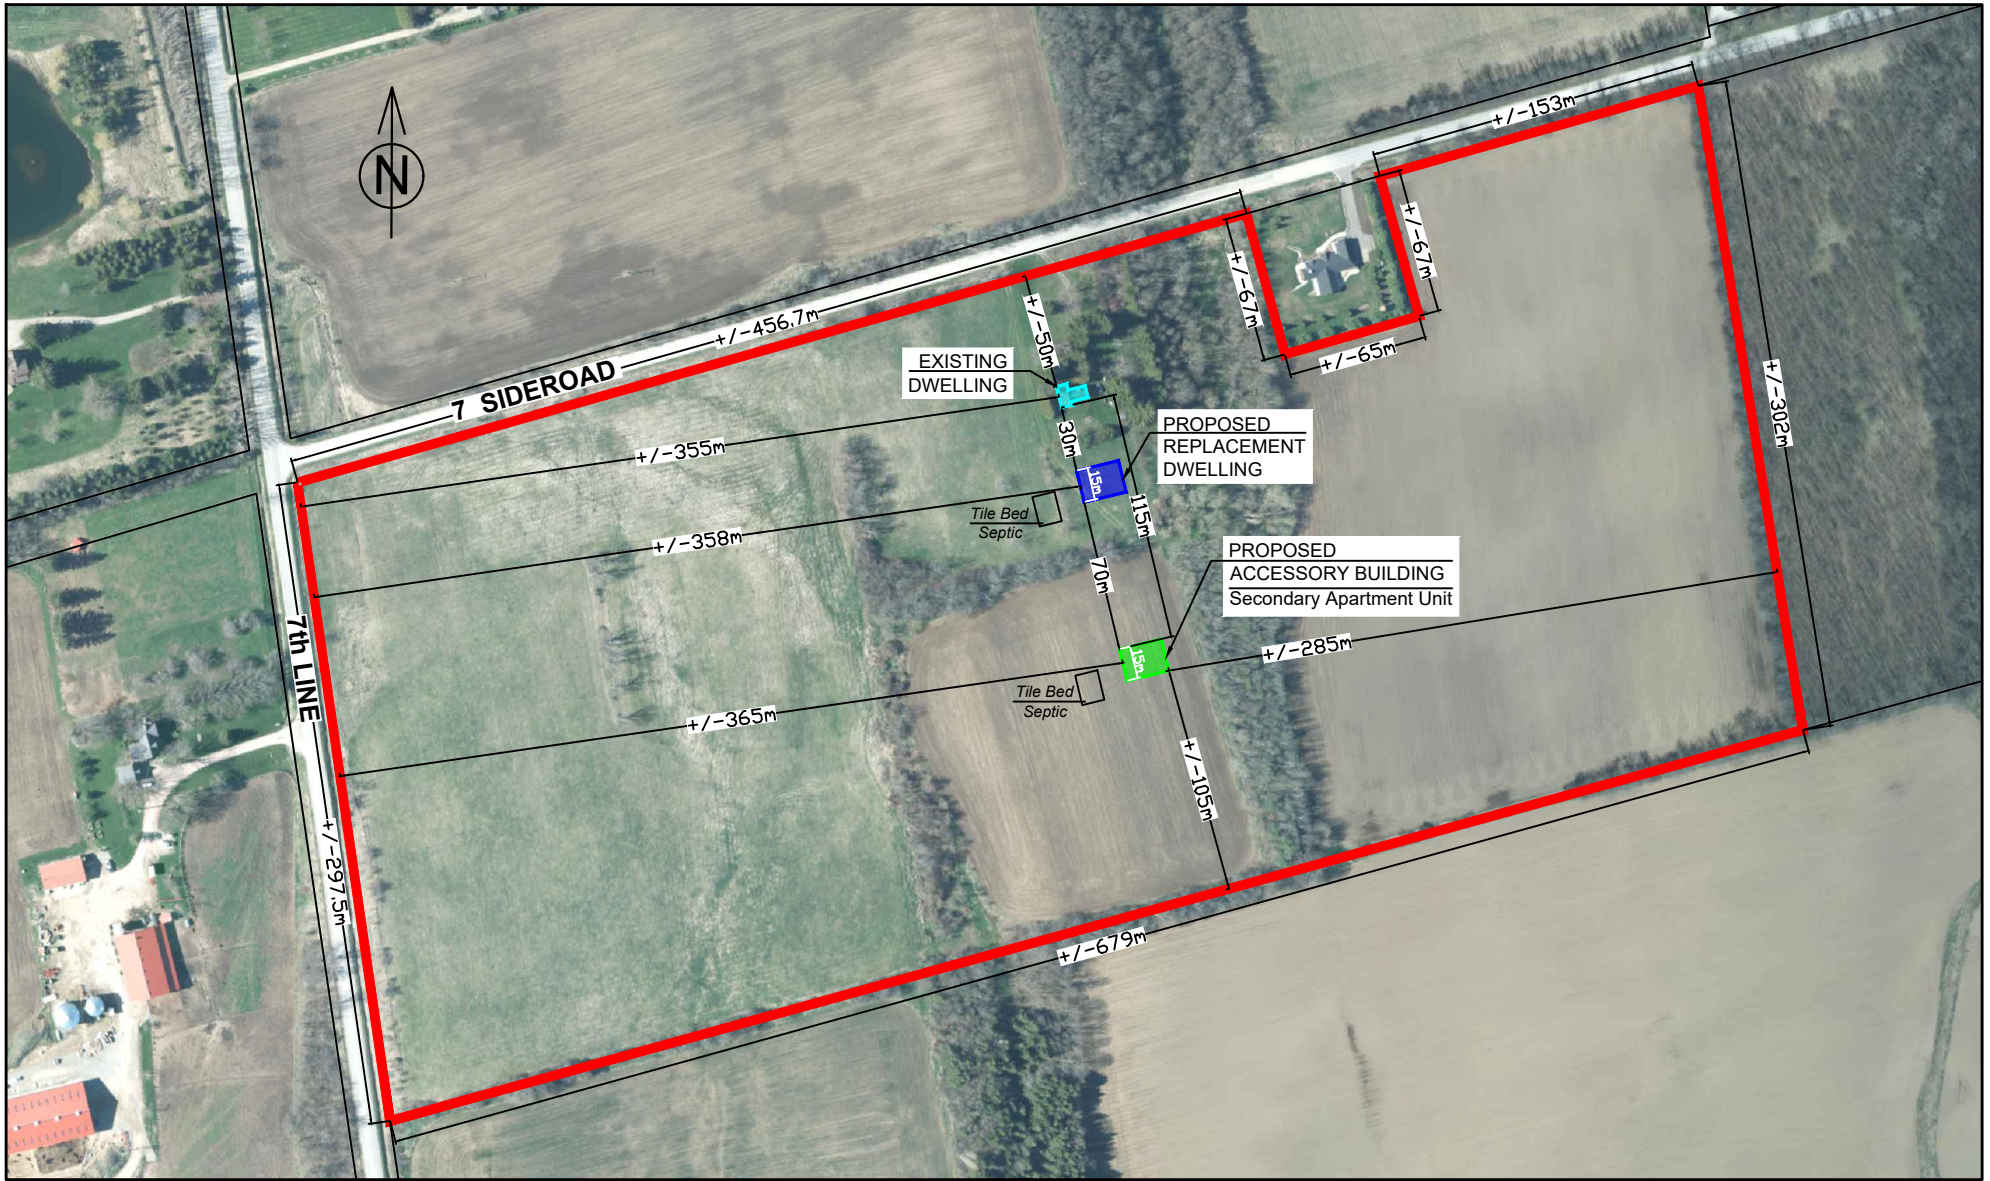 N
+/-153m
+/-67m
+/-67m
+/-65m
+/-456.7m
7 SIDEROAD
+/-50m
EXISTING
DWELLING
+/-302m
30m
PROPOSED
REPLACEMENT
DWELLING
+/-355m
15m
115m
Tile Bed
Septic
+/-358m
70m
PROPOSED
ACCESSORY BUILDING
Secondary Apartment Unit
7th LINE
15m
+/-285m
Tile Bed
Septic
+/-365m
+/-105m
+/-297.5m
+/-679m